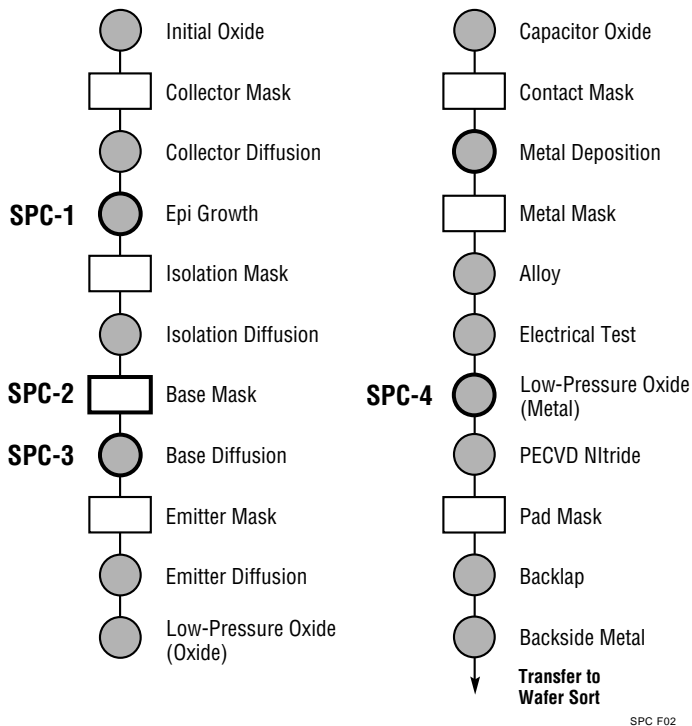 Initial Oxide
Collector Mask
Collector Diffusion
SPC-1 Epi Growth
Isolation Mask
Isolation Diffusion
SPC-2 Base Mask
SPC-3 Base Diffusion
Emitter Mask
Emitter Diffusion
Low-Pressure Oxide
(Oxide)
Capacitor Oxide
Contact Mask
Metal Deposition
Metal Mask
Alloy
Electrical Test
SPC-4 Low-Pressure Oxide
(Metal)
PECVD NItride
Pad Mask
Backlap
Backside Metal
Transfer to
Wafer Sort
SPC F02